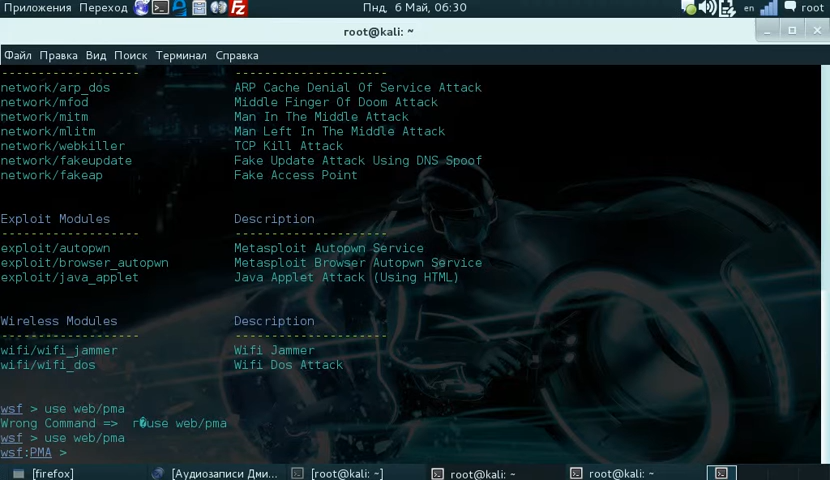 Приложения Переход Пнд, 6 Май, 06:30 en root
root@kali: ~
Файл Правка Вид Поиск Терминал Справка
------------------- ---------------------
network/arp_dos ARP Cache Denial Of Service Attack
network/mfod Middle Finger Of Doom Attack
network/mitm Man In The Middle Attack
network/mlitm Man Left In The Middle Attack
network/webkiller TCP Kill Attack
network/fakeupdate Fake Update Attack Using DNS Spoof
network/fakeap Fake Access Point
Exploit Modules Description
------------------- ---------------------
exploit/autopwn Metasploit Autopwn Service
exploit/browser_autopwn Metasploit Browser Autopwn Service
exploit/java_applet Java Applet Attack (Using HTML)
Wireless Modules Description
------------------- ---------------------
wifi/wifi_jammer Wifi Jammer
wifi/wifi_dos Wifi Dos Attack
wsf > use web/pma
Wrong Command => r�use web/pma
wsf > use web/pma
wsf:PMA >
[firefox] [Аудиозаписи Дми... [root@kali: ~] root@kali: ~ root@kali: ~